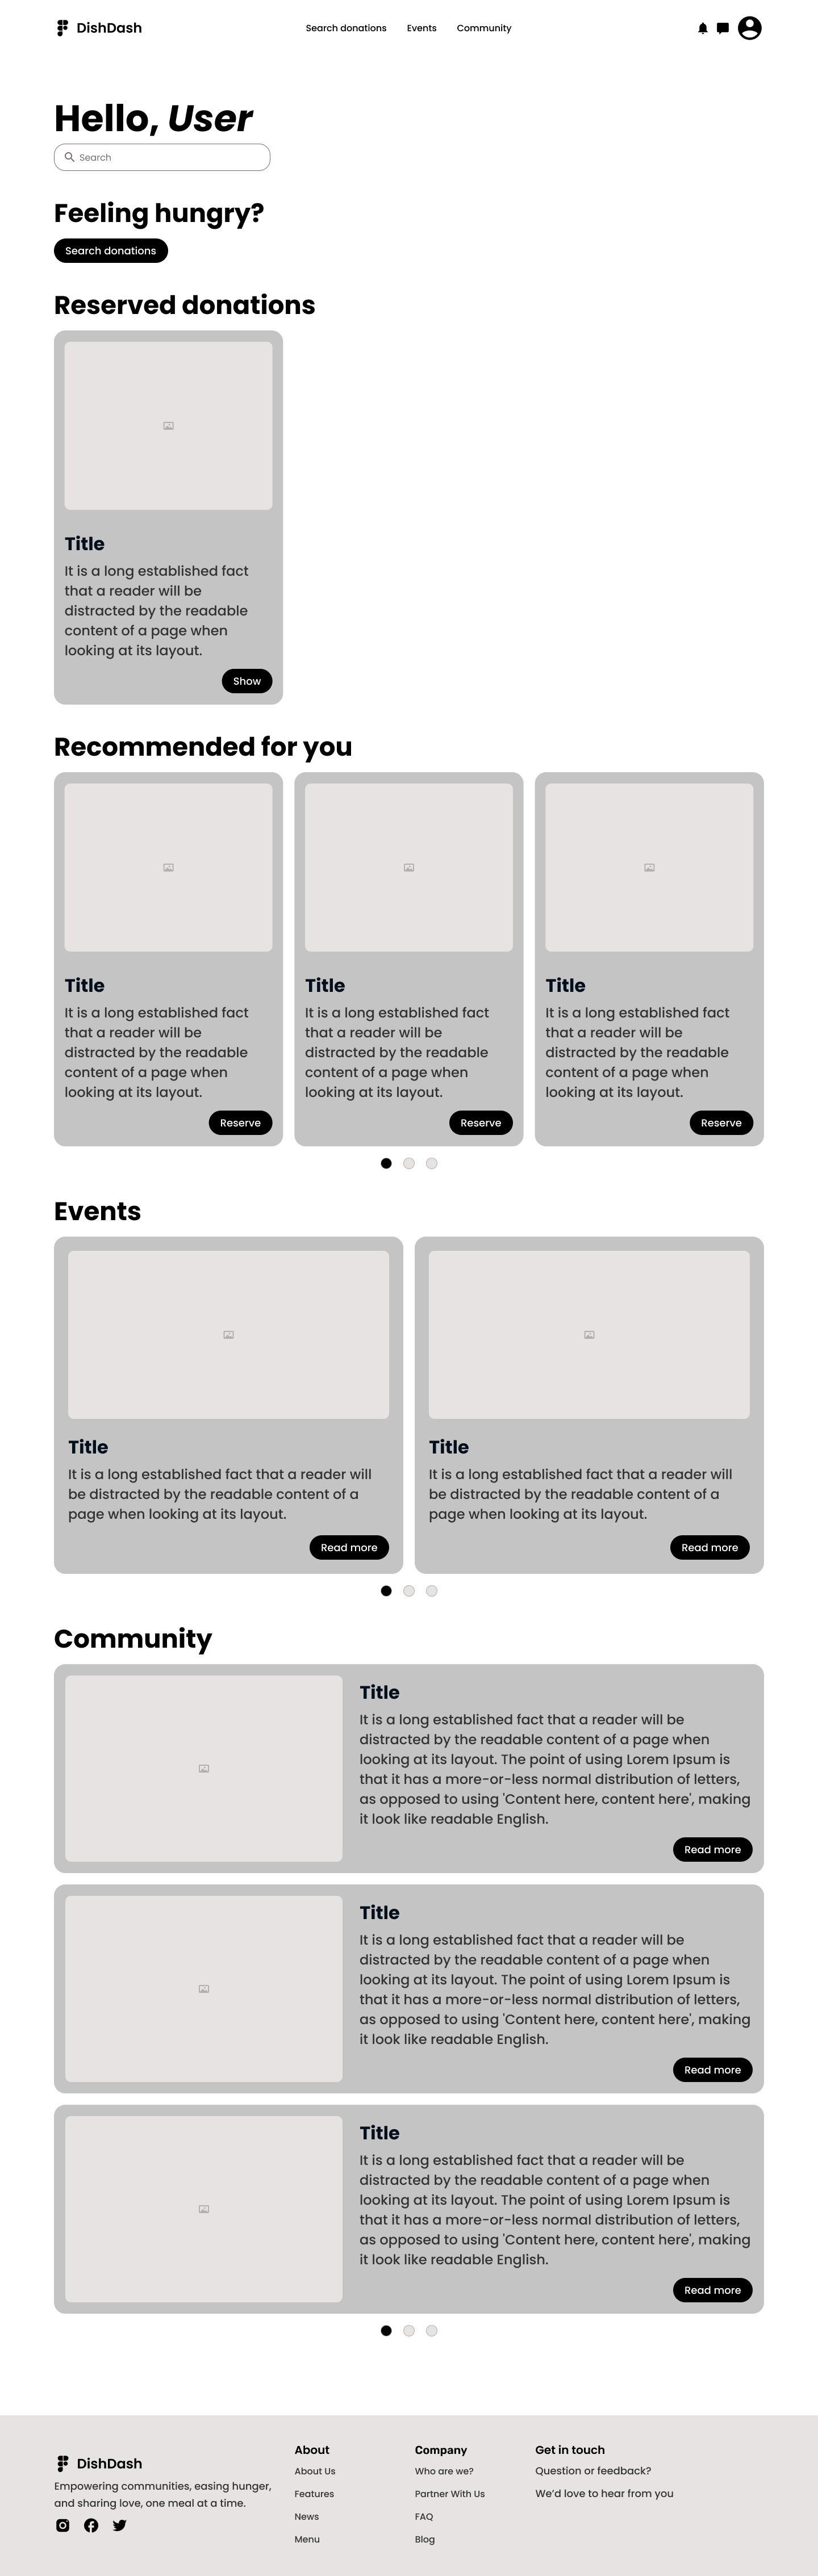 DishDash
Search donations
Events
Community
Hello, User
Search
Feeling hungry?
Search donations
Reserved donations
Title
It is a long established fact
that a reader will be
distracted by the readable
content of a page when
looking at its layout.
Show
Recommended for you
Title
It is a long established fact
that a reader will be
distracted by the readable
content of a page when
looking at its layout.
Reserve
Title
It is a long established fact
that a reader will be
distracted by the readable
content of a page when
looking at its layout.
Reserve
Title
It is a long established fact
that a reader will be
distracted by the readable
content of a page when
looking at its layout.
Reserve
Events
Title
It is a long established fact that a reader will
be distracted by the readable content of a
page when looking at its layout.
Read more
Title
It is a long established fact that a reader will
be distracted by the readable content of a
page when looking at its layout.
Read more
Community
Title
It is a long established fact that a reader will be
distracted by the readable content of a page when
looking at its layout. The point of using Lorem Ipsum is
that it has a more-or-less normal distribution of letters,
as opposed to using 'Content here, content here', making
it look like readable English.
Read more
Title
It is a long established fact that a reader will be
distracted by the readable content of a page when
looking at its layout. The point of using Lorem Ipsum is
that it has a more-or-less normal distribution of letters,
as opposed to using 'Content here, content here', making
it look like readable English.
Read more
Title
It is a long established fact that a reader will be
distracted by the readable content of a page when
looking at its layout. The point of using Lorem Ipsum is
that it has a more-or-less normal distribution of letters,
as opposed to using 'Content here, content here', making
it look like readable English.
Read more
DishDash
Empowering communities, easing hunger,
and sharing love, one meal at a time.
About
About Us
Features
News
Menu
Company
Who are we?
Partner With Us
FAQ
Blog
Get in touch
Question or feedback?
We'd love to hear from you